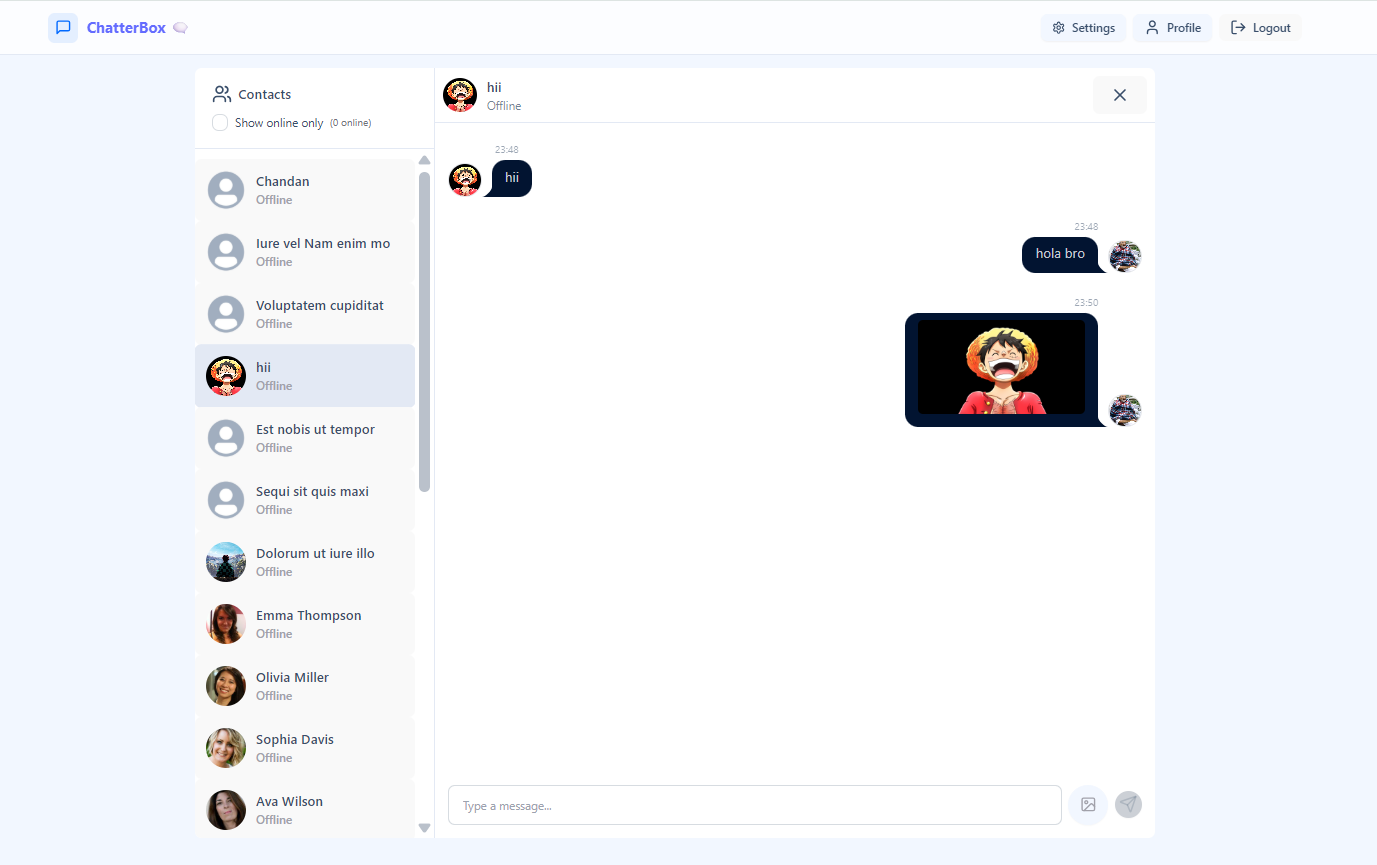 ChatterBox
Settings
Profile
Logout
Contacts
Show online only (0 online)
Chandan
Offline
Iure vel Nam enim mo
Offline
Voluptatem cupiditat
Offline
hii
Offline
Est nobis ut tempor
Offline
Sequi sit quis maxi
Offline
Dolorum ut iure illo
Offline
Emma Thompson
Offline
Olivia Miller
Offline
Sophia Davis
Offline
Ava Wilson
Offline
hii
Offline
23:48
hii
23:48
hola bro
23:50
Type a message...